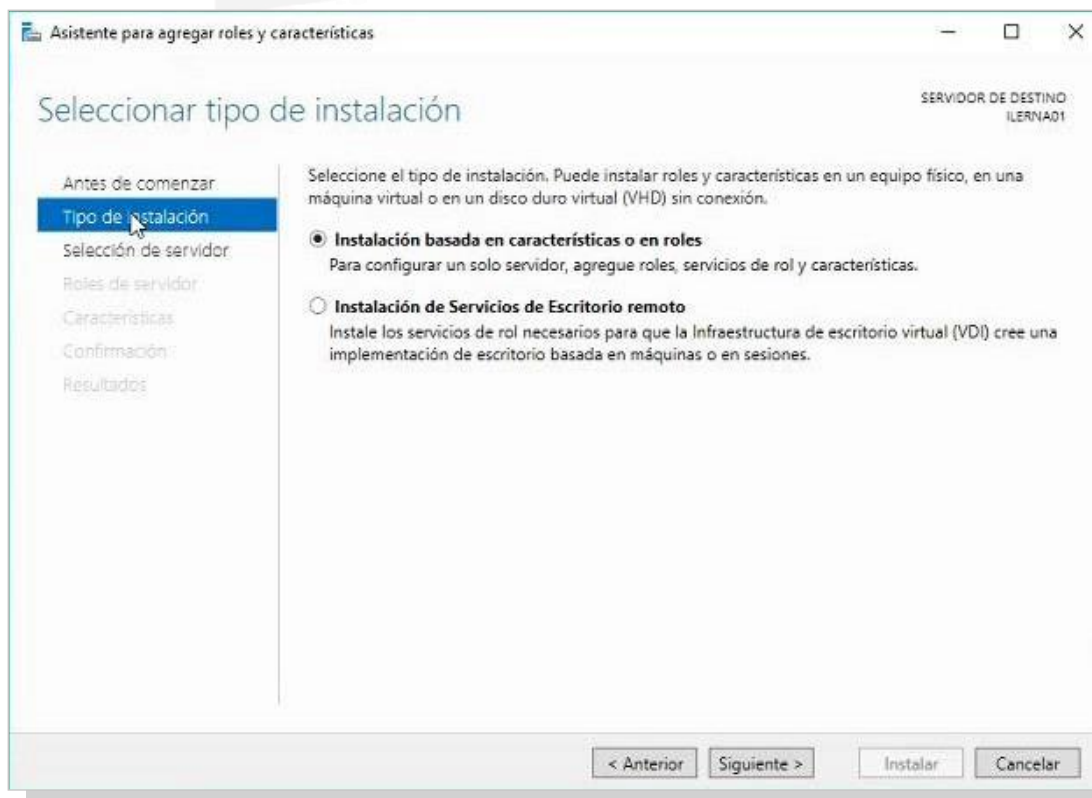 Asistente para agregar roles y características
Seleccionar tipo de instalación
SERVIDOR DE DESTINO
ILERNA01
Antes de comenzar
Tipo de instalación
Selección de servidor
Roles de servidor
Características
Confirmación
Resultados
Seleccione el tipo de instalación. Puede instalar roles y características en un equipo físico, en una
máquina virtual o en un disco duro virtual (VHD) sin conexión.
Instalación basada en características o en roles
Para configurar un solo servidor, agregue roles, servicios de rol y características.
Instalación de Servicios de Escritorio remoto
Instale los servicios de rol necesarios para que la Infraestructura de escritorio virtual (VDI) cree una
implementación de escritorio basada en máquinas o en sesiones.
< Anterior
Siguiente >
Instalar
Cancelar